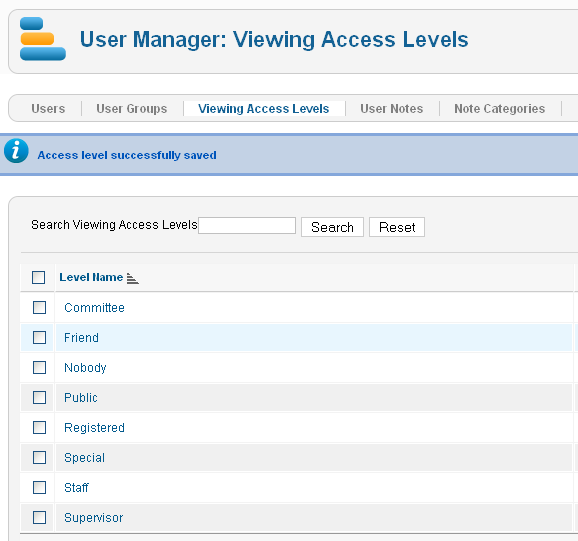 User Manager: Viewing Access Levels
Users User Groups Viewing Access Levels User Notes Note Categories
i Access level successfully saved
Search Viewing Access Levels Search Reset
Level Name
Committee
Friend
Nobody
Public
Registered
Special
Staff
Supervisor